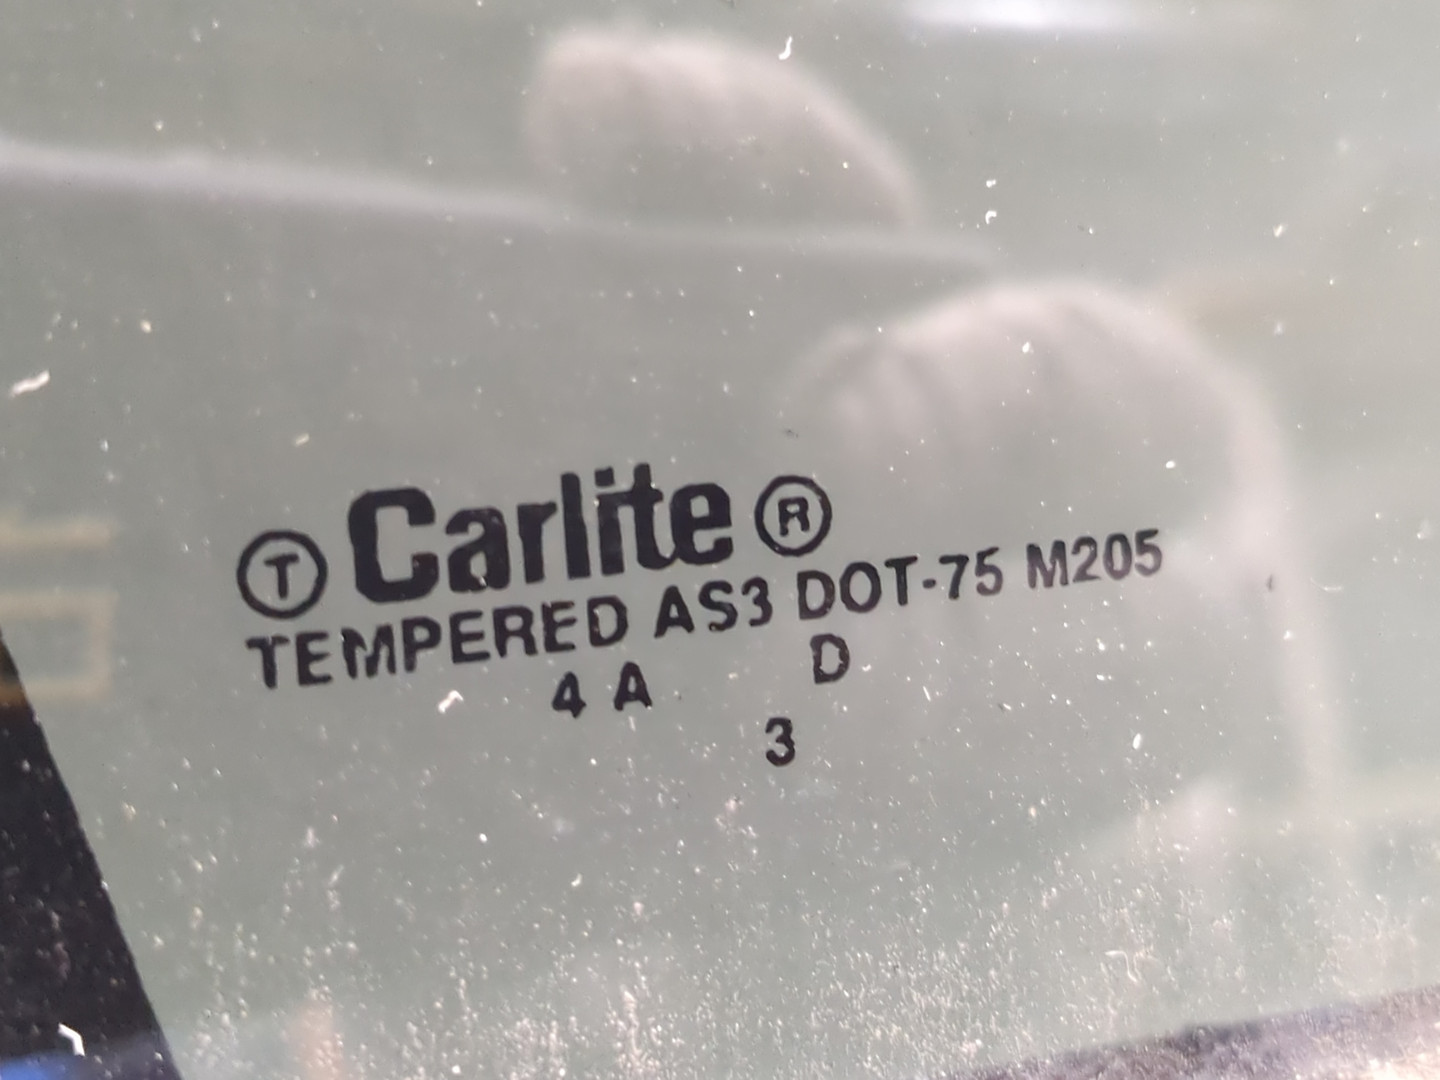 Ⓣ Carlite ®
TEMPERED AS3 DOT-75 M205
4 A D
3